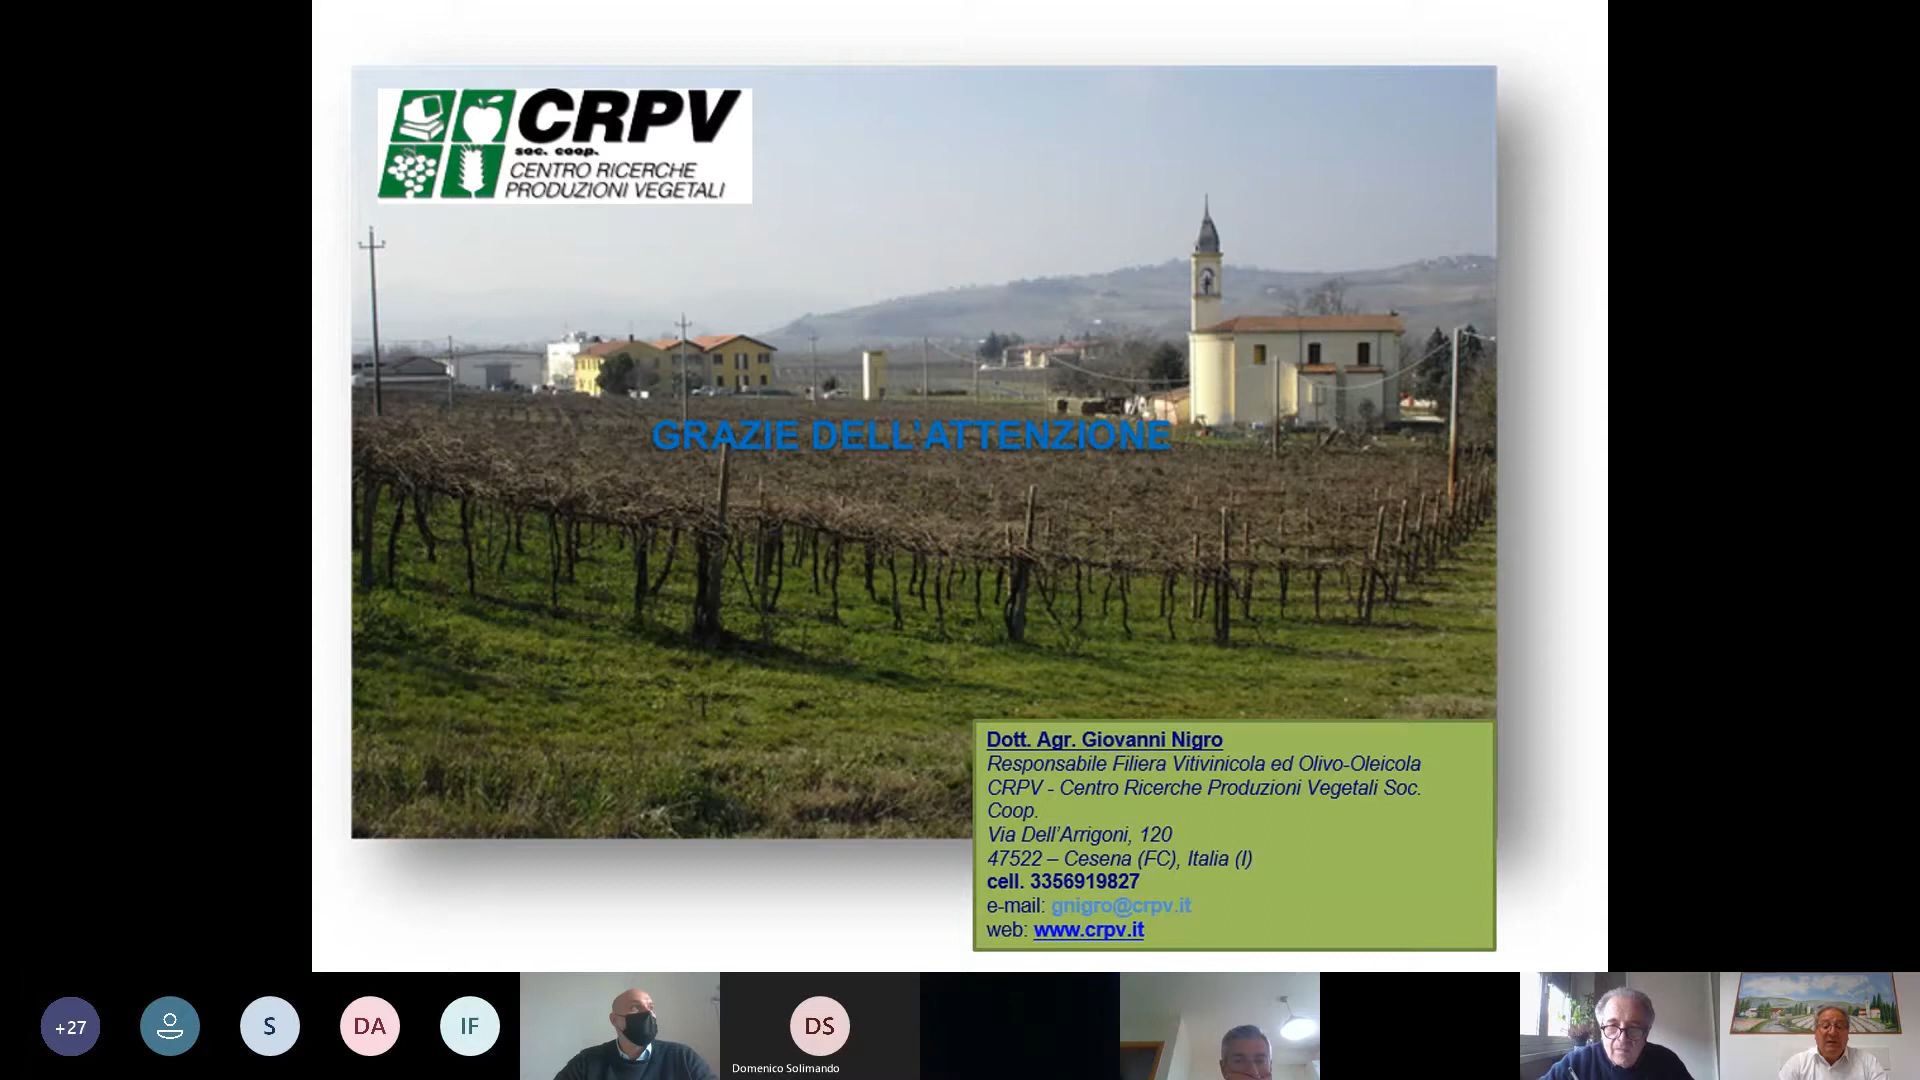 CRPV
soc. coop.
CENTRO RICERCHE
PRODUZIONI VEGETALI
GRAZIE DELL'ATTENZIONE
Dott. Agr. Giovanni Nigro
Responsabile Filiera Vitivinicola ed Olivo-Oleicola
CRPV - Centro Ricerche Produzioni Vegetali Soc.
Coop.
Via Dell'Arrigoni, 120
47522 – Cesena (FC), Italia (I)
cell. 3356919827
e-mail: gnigro@crpv.it
web: www.crpv.it
+27
S
DA
IF
DS
Domenico Solimando